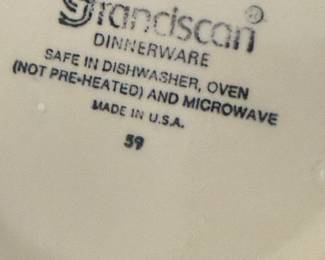 Franciscan ®
DINNERWARE
SAFE IN DISHWASHER, OVEN
(NOT PRE-HEATED) AND MICROWAVE
MADE IN U.S.A.
59